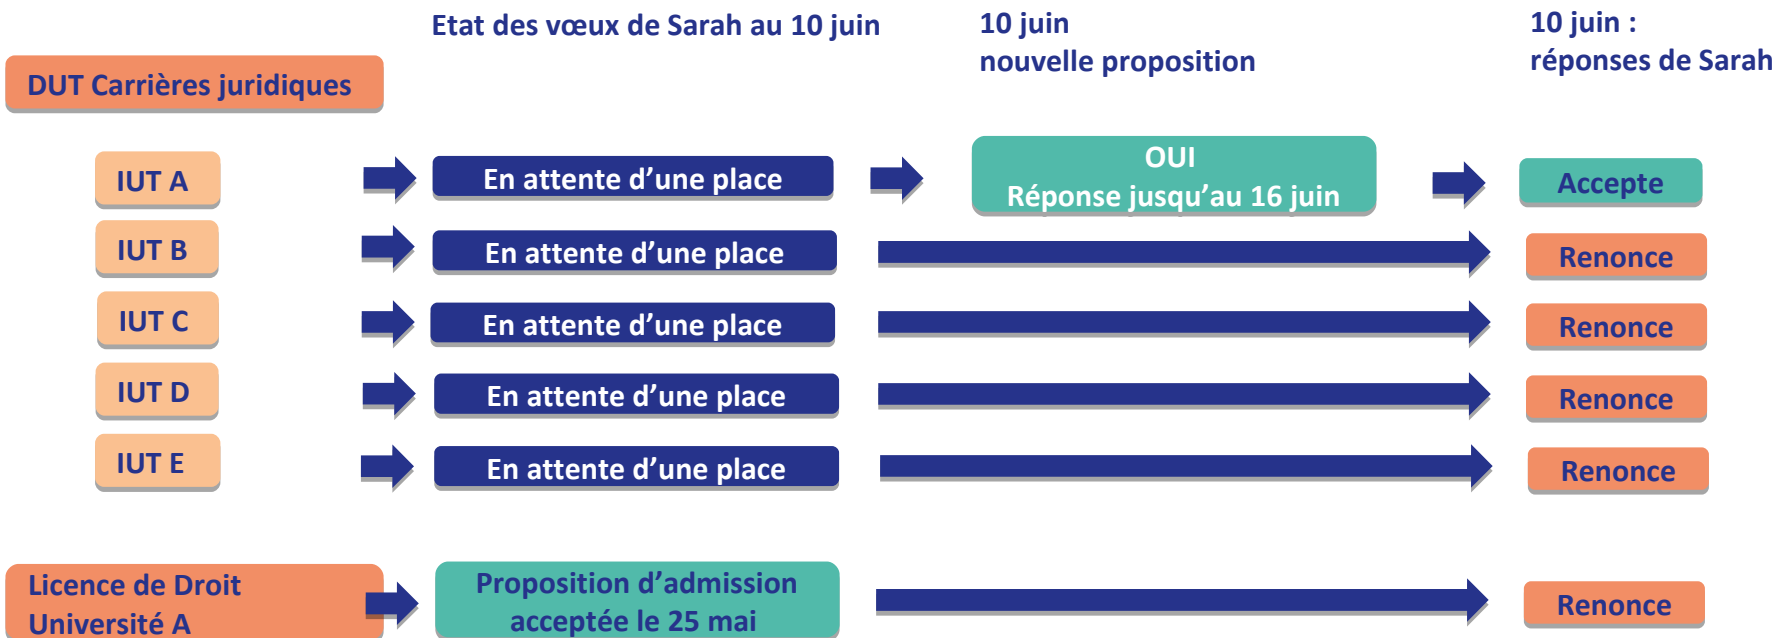 Etat des vœux de Sarah au 10 juin
10 juin
nouvelle proposition
10 juin :
réponses de Sarah
DUT Carrières juridiques
IUT A
En attente d’une place
OUI
Réponse jusqu’au 16 juin
Accepte
IUT B
En attente d’une place
Renonce
IUT C
En attente d’une place
Renonce
IUT D
En attente d’une place
Renonce
IUT E
En attente d’une place
Renonce
Licence de Droit
Université A
Proposition d’admission
acceptée le 25 mai
Renonce